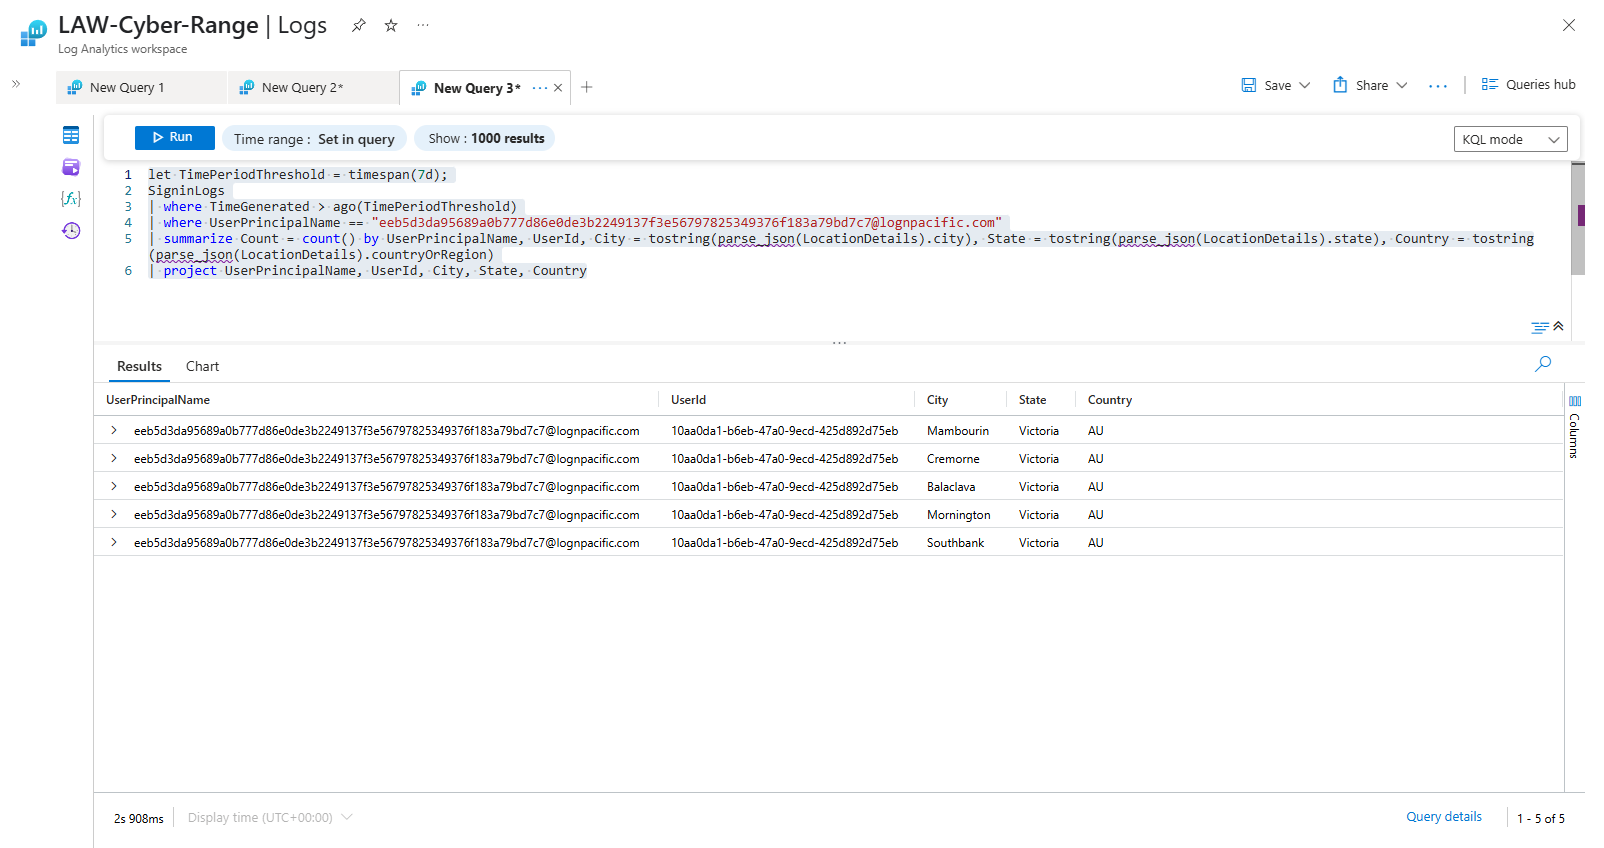 LAW-Cyber-Range | Logs
Log Analytics workspace
New Query 1
New Query 2*
New Query 3*
Save
Share
Queries hub
Run
Time range : Set in query
Show : 1000 results
KQL mode
1 let TimePeriodThreshold = timespan(7d);
2 SigninLogs
3 | where TimeGenerated > ago(TimePeriodThreshold)
4 | where UserPrincipalName == "eeb5d3da95689a0b777d86e0de3b2249137f3e56797825349376f183a79bd7c7@lognpacific.com"
5 | summarize Count = count() by UserPrincipalName, UserId, City = tostring(parse_json(LocationDetails).city), State = tostring(parse_json(LocationDetails).state), Country = tostring
(parse_json(LocationDetails).countryOrRegion)
6 | project UserPrincipalName, UserId, City, State, Country
Results Chart
UserPrincipalName UserId City State Country
eeb5d3da95689a0b777d86e0de3b2249137f3e56797825349376f183a79bd7c7@lognpacific.com 10aa0da1-b6eb-47a0-9ecd-425d892d75eb Mambourin Victoria AU
eeb5d3da95689a0b777d86e0de3b2249137f3e56797825349376f183a79bd7c7@lognpacific.com 10aa0da1-b6eb-47a0-9ecd-425d892d75eb Cremorne Victoria AU
eeb5d3da95689a0b777d86e0de3b2249137f3e56797825349376f183a79bd7c7@lognpacific.com 10aa0da1-b6eb-47a0-9ecd-425d892d75eb Balaclava Victoria AU
eeb5d3da95689a0b777d86e0de3b2249137f3e56797825349376f183a79bd7c7@lognpacific.com 10aa0da1-b6eb-47a0-9ecd-425d892d75eb Mornington Victoria AU
eeb5d3da95689a0b777d86e0de3b2249137f3e56797825349376f183a79bd7c7@lognpacific.com 10aa0da1-b6eb-47a0-9ecd-425d892d75eb Southbank Victoria AU
Columns
2s 908ms
Display time (UTC+00:00)
Query details
1 - 5 of 5